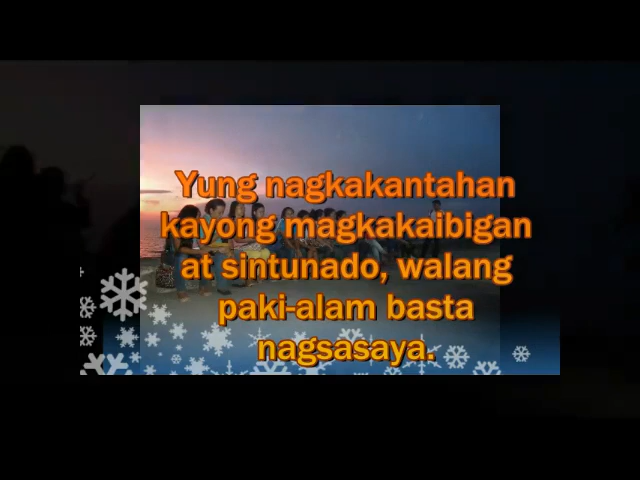 Yung nagkakantahan
kayong magkakaibigan
at sintunado, walang
paki-alam basta
nagsasaya.